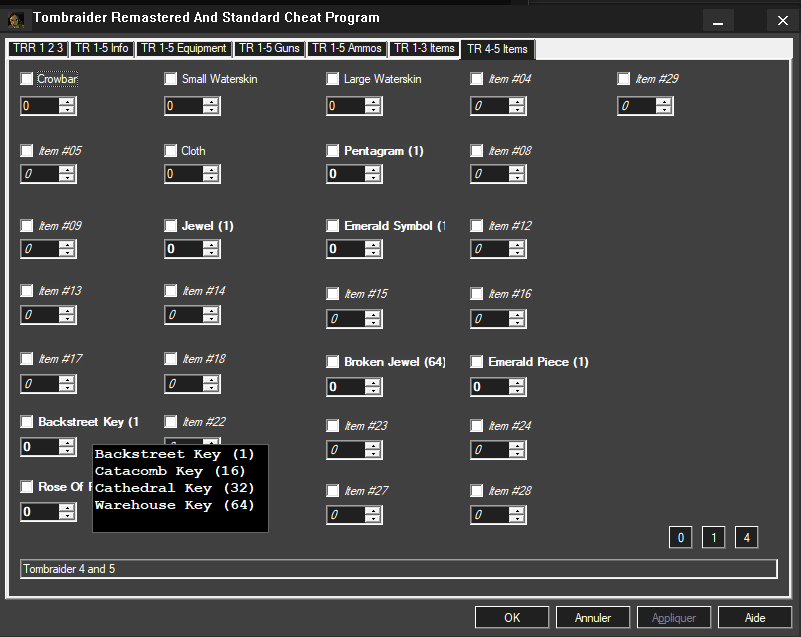 Tombraider Remastered And Standard Cheat Program
TRR 1 2 3 TR 1-5 Info TR 1-5 Equipment TR 1-5 Guns TR 1-5 Ammos TR 1-3 Items TR 4-5 Items
Crowbar Small Waterskin Large Waterskin Item #04 Item #29
0 0 0 0 0
Item #05 Cloth Pentagram (1) Item #08
0 0 0 0
Item #09 Jewel (1) Emerald Symbol (1 Item #12
0 0 0 0
Item #13 Item #14 Item #15 Item #16
0 0 0 0
Item #17 Item #18 Broken Jewel (64) Emerald Piece (1)
0 0 0 0
Backstreet Key (1 Item #22 Item #23 Item #24
0 0 0
Backstreet Key (1)
Catacomb Key (16)
Cathedral Key (32)
Warehouse Key (64)
Rose Of Item #27 Item #28
0 0 0
0 1 4
Tombraider 4 and 5
OK Annuler Appliquer Aide